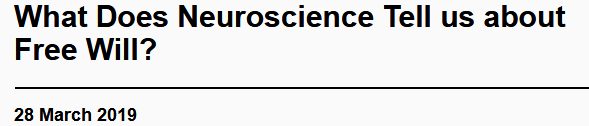 What Does Neuroscience Tell us about
Free Will?
28 March 2019